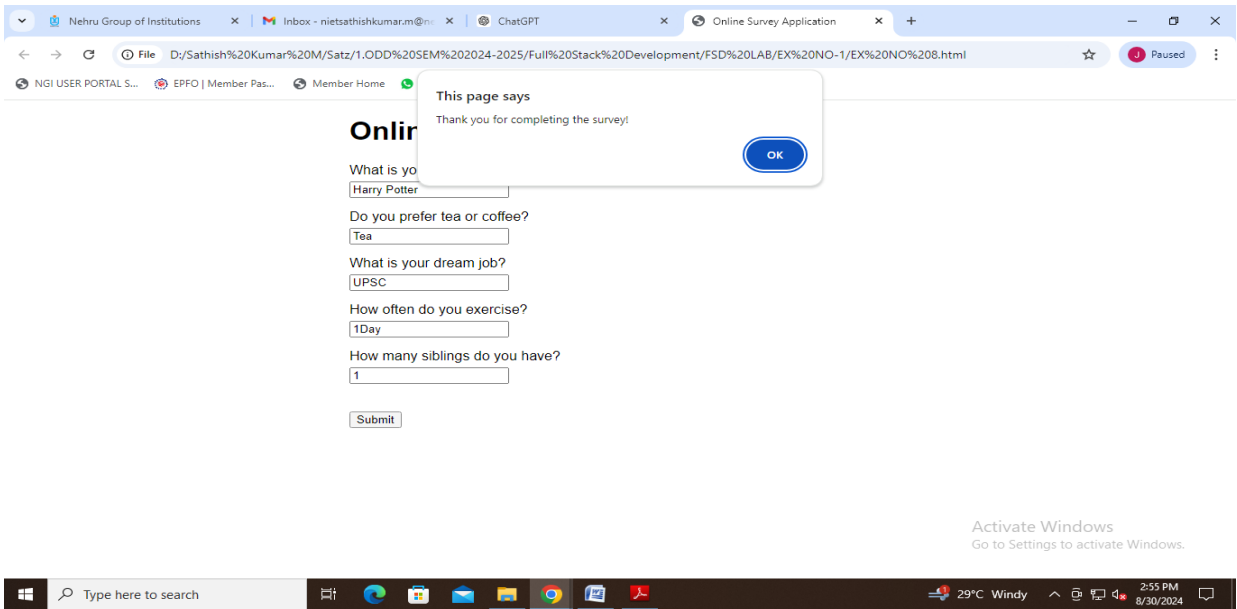 Nehru Group of Institutions
Inbox - nietsathishkumar.m@ne
ChatGPT
Online Survey Application
File D:/Sathish%20Kumar%20M/Satz/1.ODD%20SEM%202024-2025/Full%20Stack%20Development/FSD%20LAB/EX%20NO-1/EX%20NO%208.html
J Paused
NGI USER PORTAL S...
EPFO | Member Pas...
Member Home
This page says
Thank you for completing the survey!
OK
Onlin
What is yo
Harry Potter
Do you prefer tea or coffee?
Tea
What is your dream job?
UPSC
How often do you exercise?
1Day
How many siblings do you have?
1
Submit
Activate Windows
Go to Settings to activate Windows.
Type here to search
29°C Windy
2:55 PM
8/30/2024